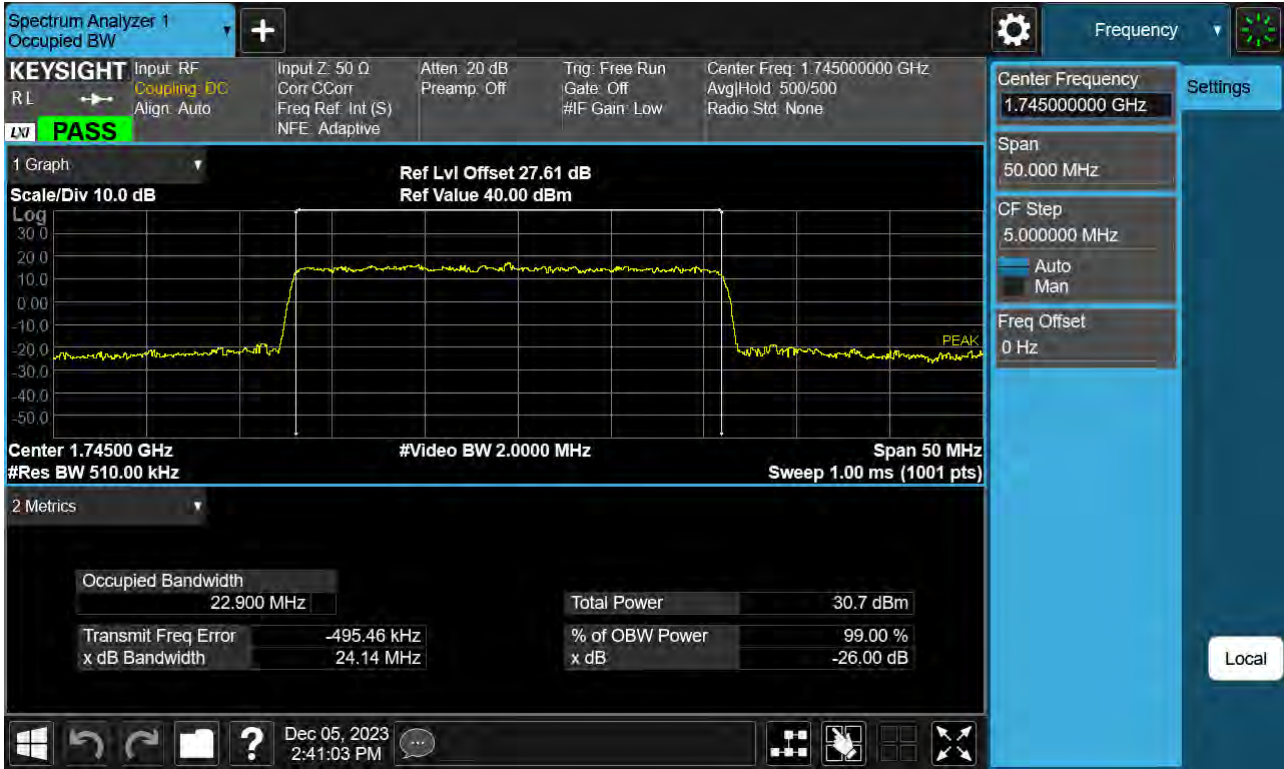 Spectrum Analyzer 1
Occupied BW
+
Frequency
KEYSIGHT
R L
LXI PASS
Input: RF
Coupling: DC
Align: Auto
Input Z: 50 Ω
Corr CCorr
Freq Ref: Int (S)
NFE: Adaptive
Atten: 20 dB
Preamp: Off
Trig: Free Run
Gate: Off
#IF Gain: Low
Center Freq: 1.745000000 GHz
Avg|Hold: 500/500
Radio Std: None
Center Frequency
1.745000000 GHz
Settings
Span
50.000 MHz
CF Step
5.000000 MHz
Auto
Man
Freq Offset
0 Hz
Local
1 Graph
Scale/Div 10.0 dB
Ref Lvl Offset 27.61 dB
Ref Value 40.00 dBm
Log
30.0
20.0
10.0
0.00
-10.0
-20.0
-30.0
-40.0
-50.0
PEAK
Center 1.74500 GHz
#Video BW 2.0000 MHz
Span 50 MHz
#Res BW 510.00 kHz
Sweep 1.00 ms (1001 pts)
2 Metrics
Occupied Bandwidth
22.900 MHz
Total Power 30.7 dBm
Transmit Freq Error -495.46 kHz
% of OBW Power 99.00 %
x dB Bandwidth 24.14 MHz
x dB -26.00 dB
?
Dec 05, 2023
2:41:03 PM